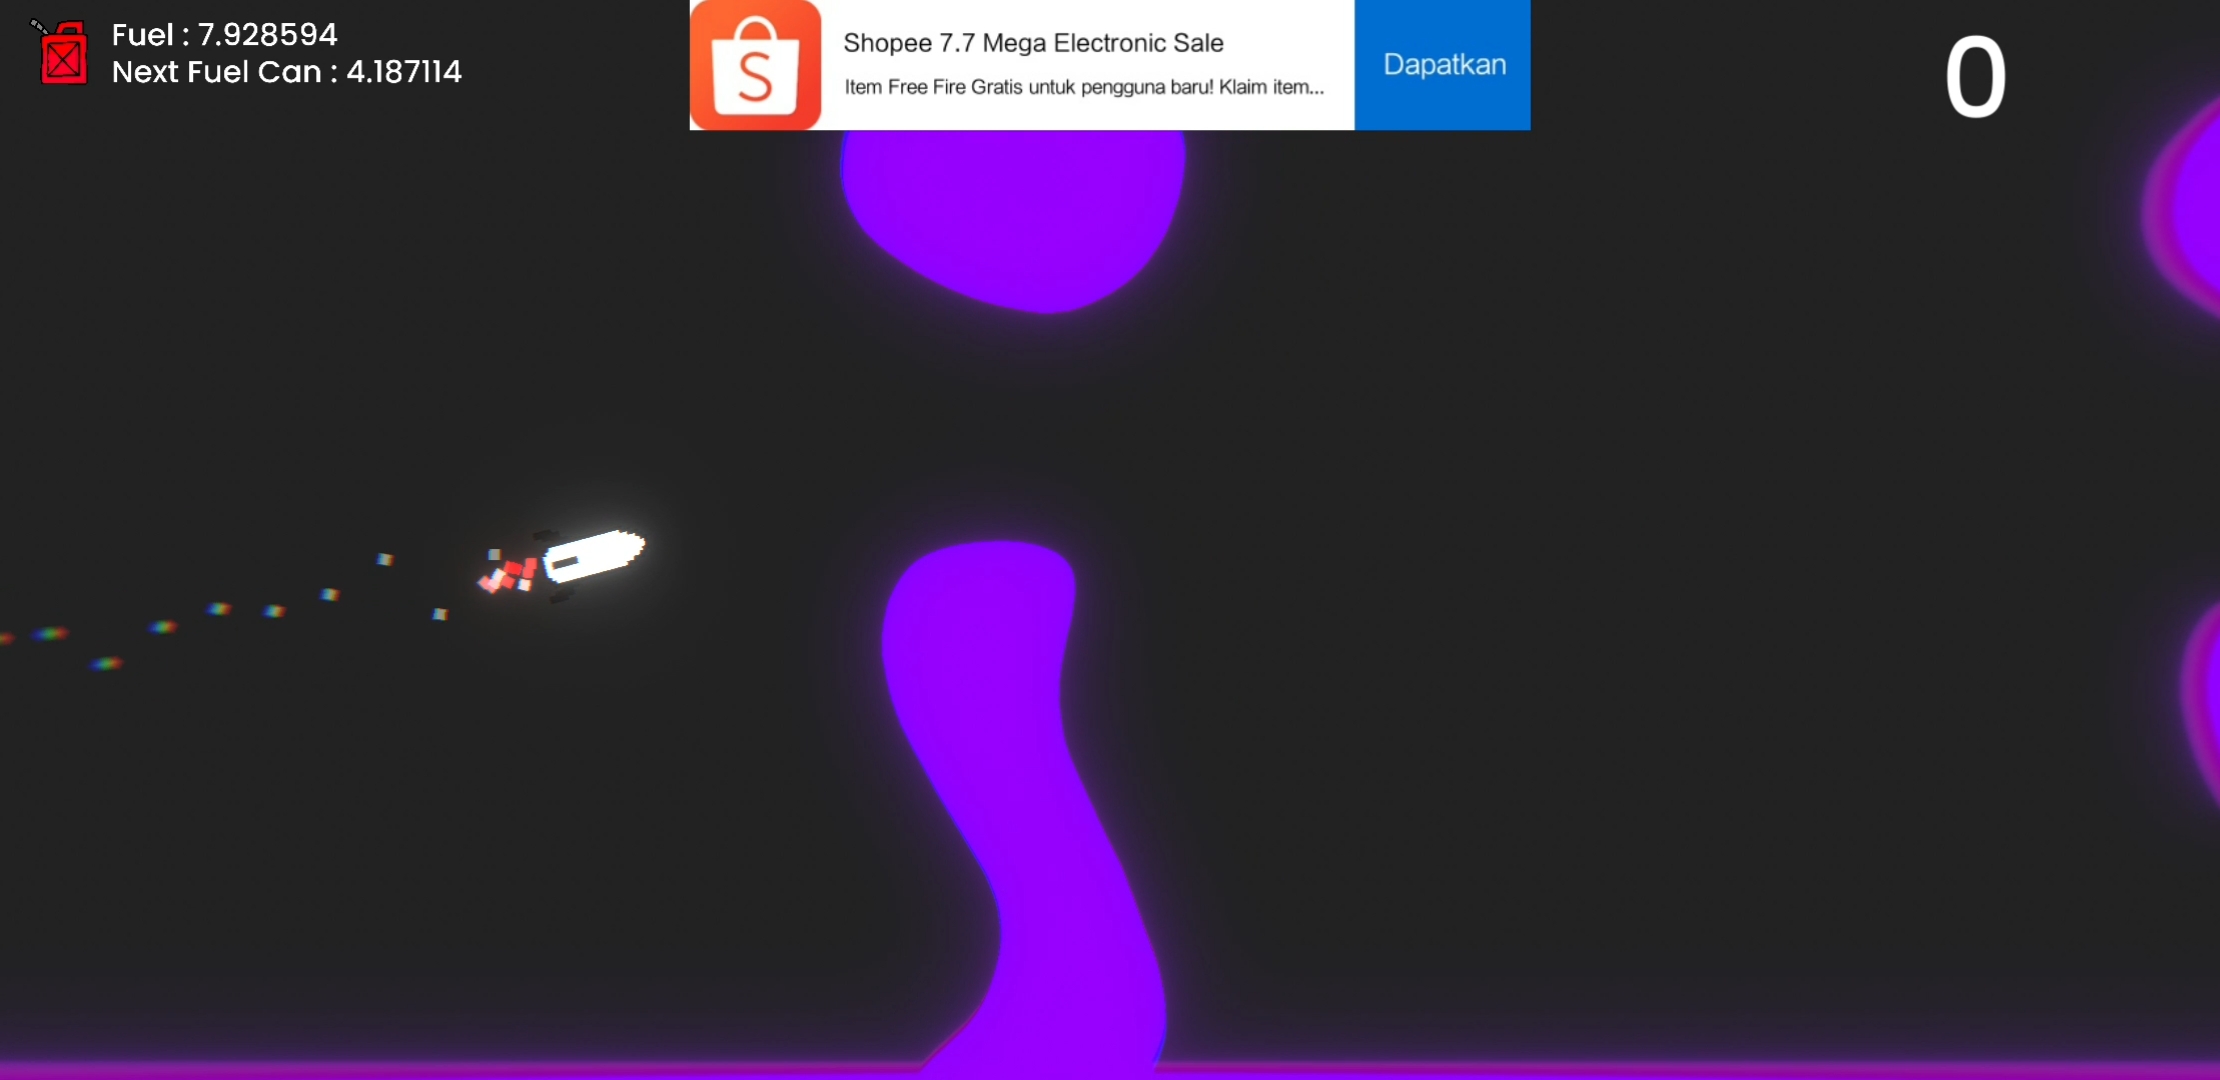 Fuel : 7.928594
Next Fuel Can : 4.187114
S
Shopee 7.7 Mega Electronic Sale
Item Free Fire Gratis untuk pengguna baru! Klaim item...
Dapatkan
0